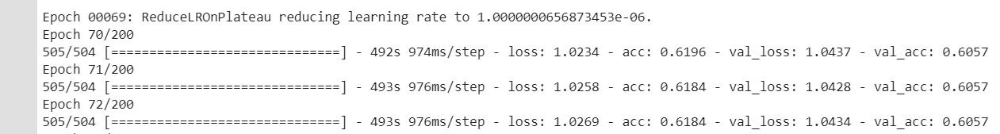 Epoch 00069: ReduceLROnPlateau reducing learning rate to 1.0000000656873453e-06.
Epoch 70/200
505/504 [==============================] - 492s 974ms/step - loss: 1.0234 - acc: 0.6196 - val_loss: 1.0437 - val_acc: 0.6057
Epoch 71/200
505/504 [==============================] - 493s 976ms/step - loss: 1.0258 - acc: 0.6184 - val_loss: 1.0428 - val_acc: 0.6057
Epoch 72/200
505/504 [==============================] - 493s 976ms/step - loss: 1.0269 - acc: 0.6184 - val_loss: 1.0434 - val_acc: 0.6057